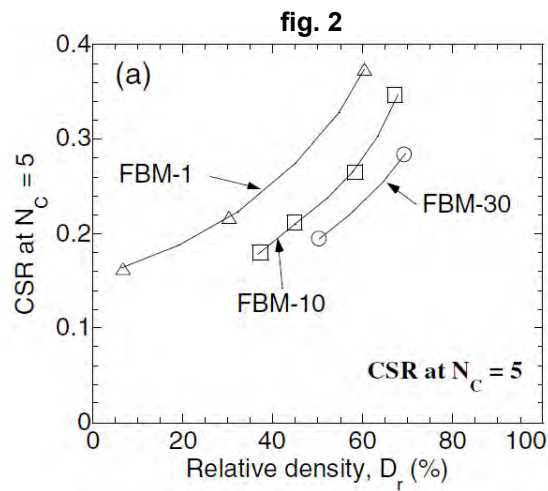 fig. 2
(a)
0.4
0.3
0.2
0.1
0
CSR at N_C = 5
FBM-1
FBM-10
FBM-30
CSR at N_C = 5
0 20 40 60 80 100
Relative density, D_r (%)